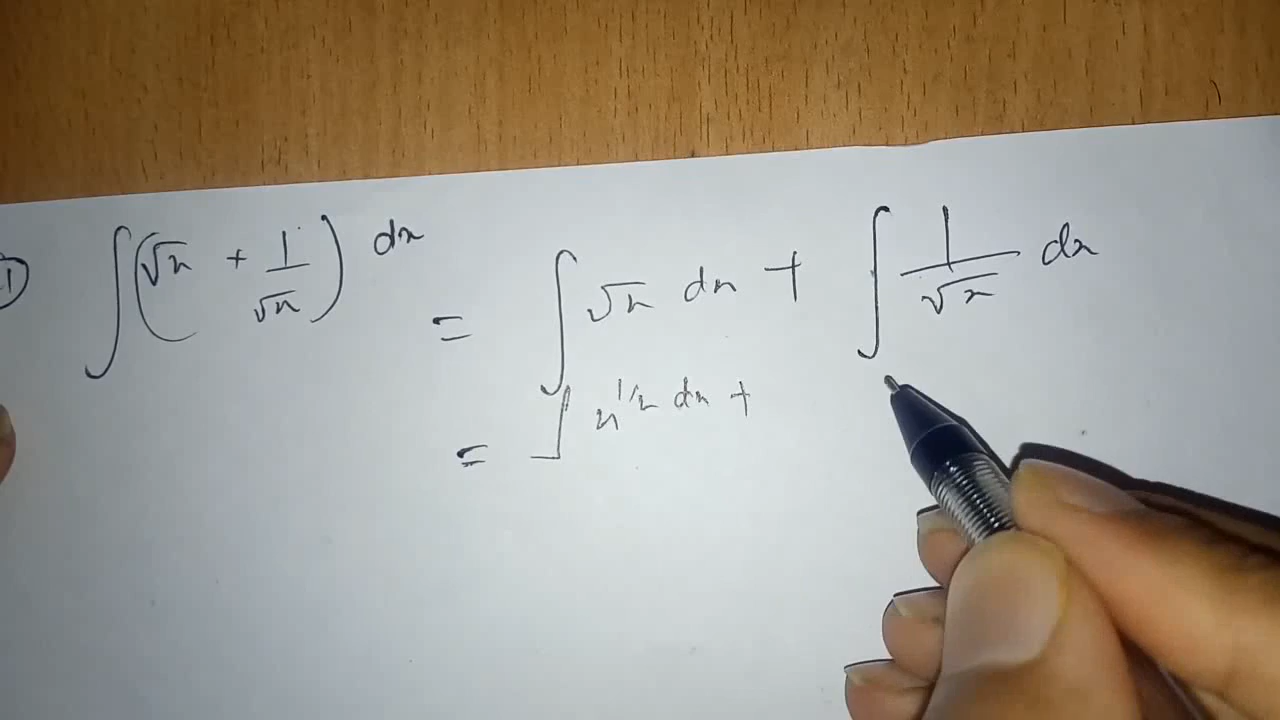 ① ∫(√x + 1/√x) dx = ∫ √x dx + ∫ 1/√x dx
= ∫ x^1/2 dx +